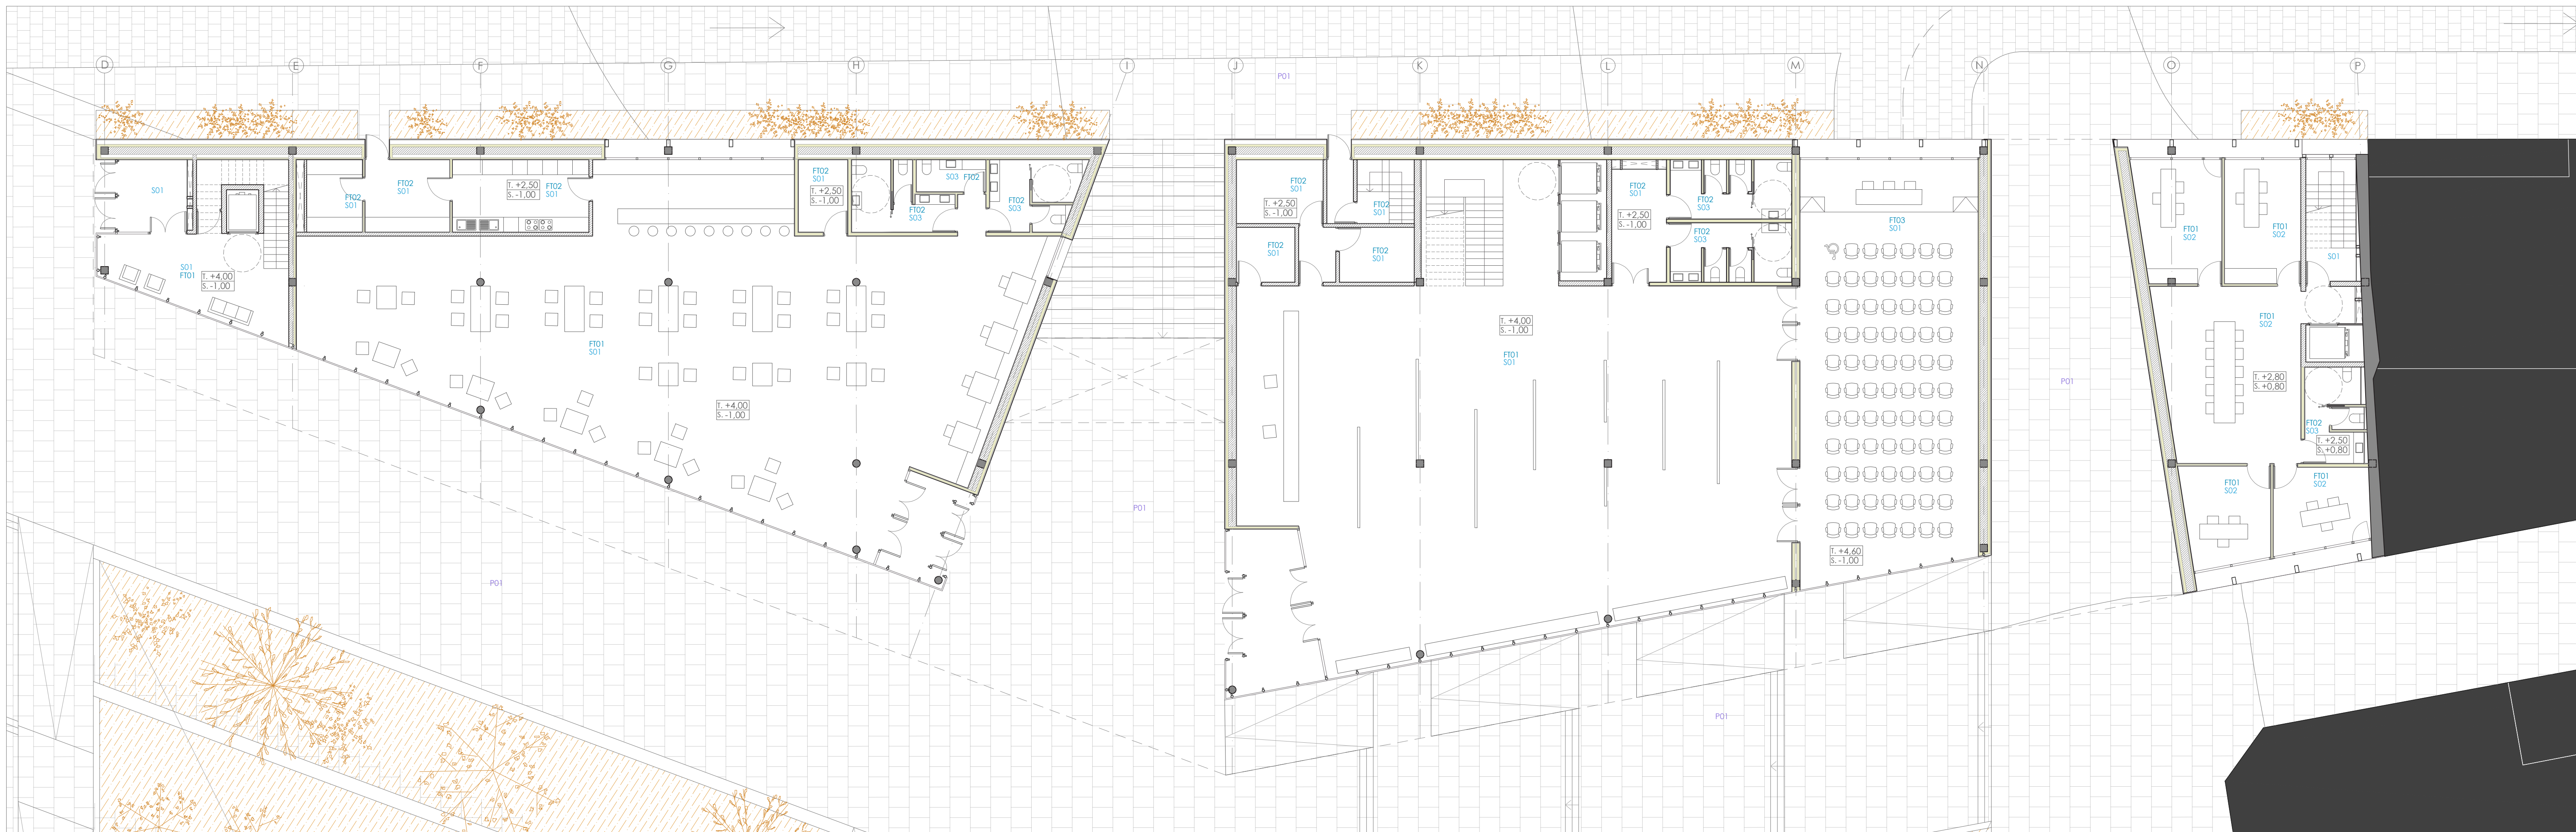 D
E
F
G
H
I
J
K
L
M
N
O
P
P01
S01
FT02
S01
FT02
S01
T. +2,50
S. -1,00
FT02
S01
FT02
S01
T. +2,50
S. -1,00
S03
FT02
FT02
S03
FT02
S03
S01
FT01
T. +4,00
S. -1,00
FT01
S01
T. +4,00
S. -1,00
P01
P01
FT02
S01
T. +2,50
S. -1,00
FT02
S01
FT02
S01
FT02
S01
FT02
S01
T. +2,50
S. -1,00
FT02
S03
FT02
S03
T. +4,00
S. -1,00
FT01
S01
FT03
S01
T. +4,60
S. -1,00
P01
P01
FT01
S02
FT01
S02
S01
FT01
S02
T. +2,80
S. +0,80
FT02
S03
T. +2,50
S. +0,80
FT01
S02
FT01
S02